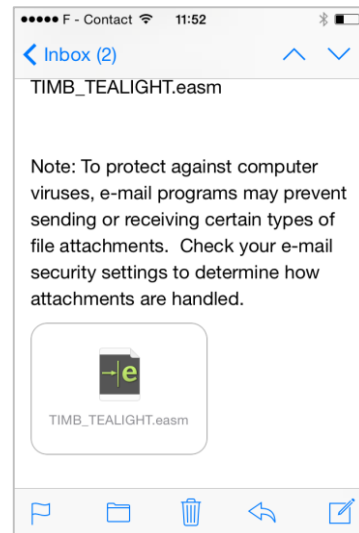 F - Contact 11:52
Inbox (2)
TIMB_TEALIGHT.easm
Note: To protect against computer
viruses, e-mail programs may prevent
sending or receiving certain types of
file attachments.  Check your e-mail
security settings to determine how
attachments are handled.
e
TIMB_TEALIGHT.easm